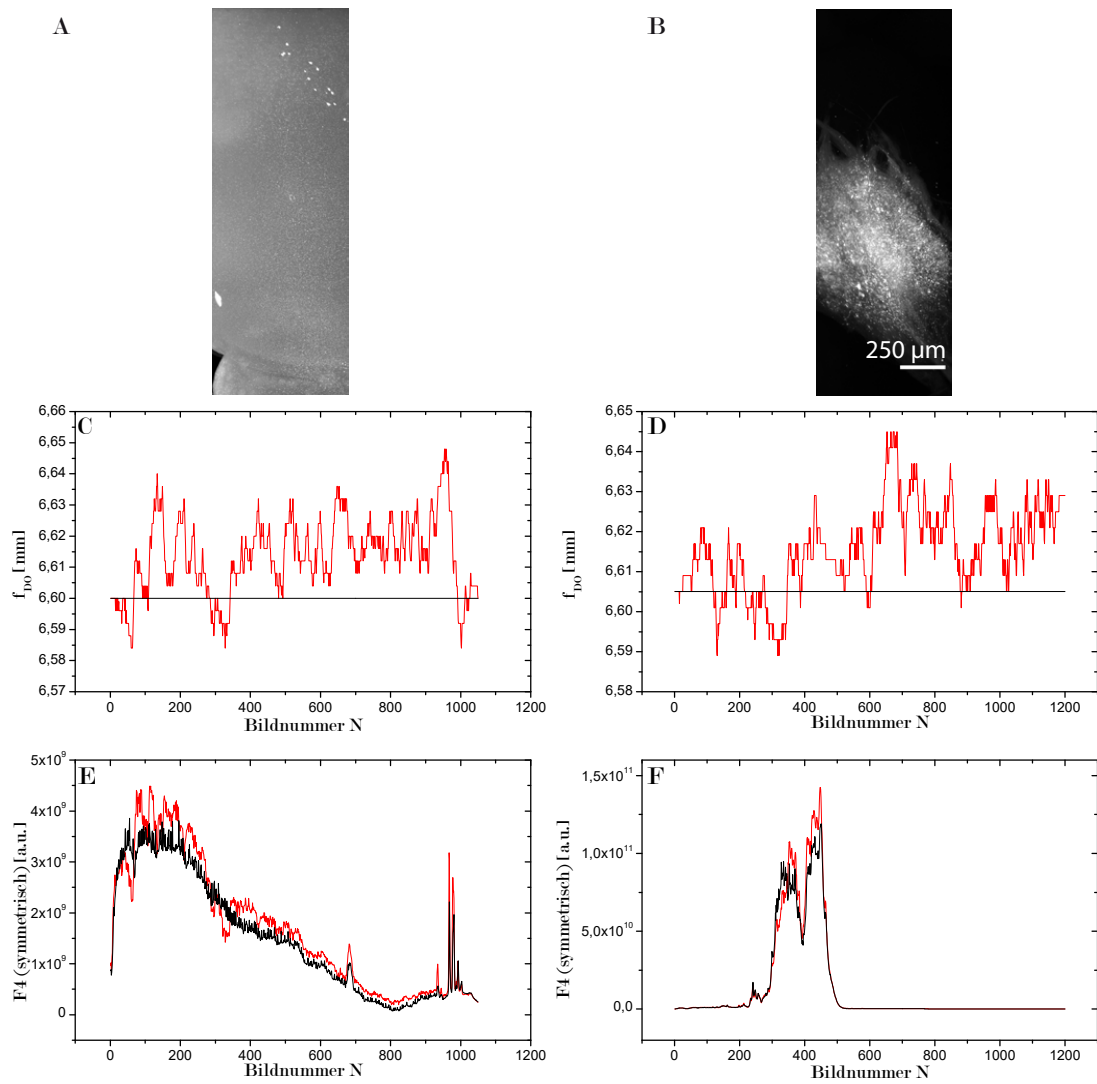 A
B
250 µm
C
6,66
6,65
6,64
6,63
6,62
6,61
6,60
6,59
6,58
6,57
f_DO [mm]
0 200 400 600 800 1000 1200
Bildnummer N
D
6,65
6,64
6,63
6,62
6,61
6,60
6,59
6,58
f_DO [mm]
0 200 400 600 800 1000 1200
Bildnummer N
E
5x10⁹
4x10⁹
3x10⁹
2x10⁹
1x10⁹
0
F4 (symmetrisch) [a.u.]
0 200 400 600 800 1000 1200
Bildnummer N
F
1,5x10¹¹
1,0x10¹¹
5,0x10¹⁰
0,0
F4 (symmetrisch) [a.u.]
0 200 400 600 800 1000 1200
Bildnummer N